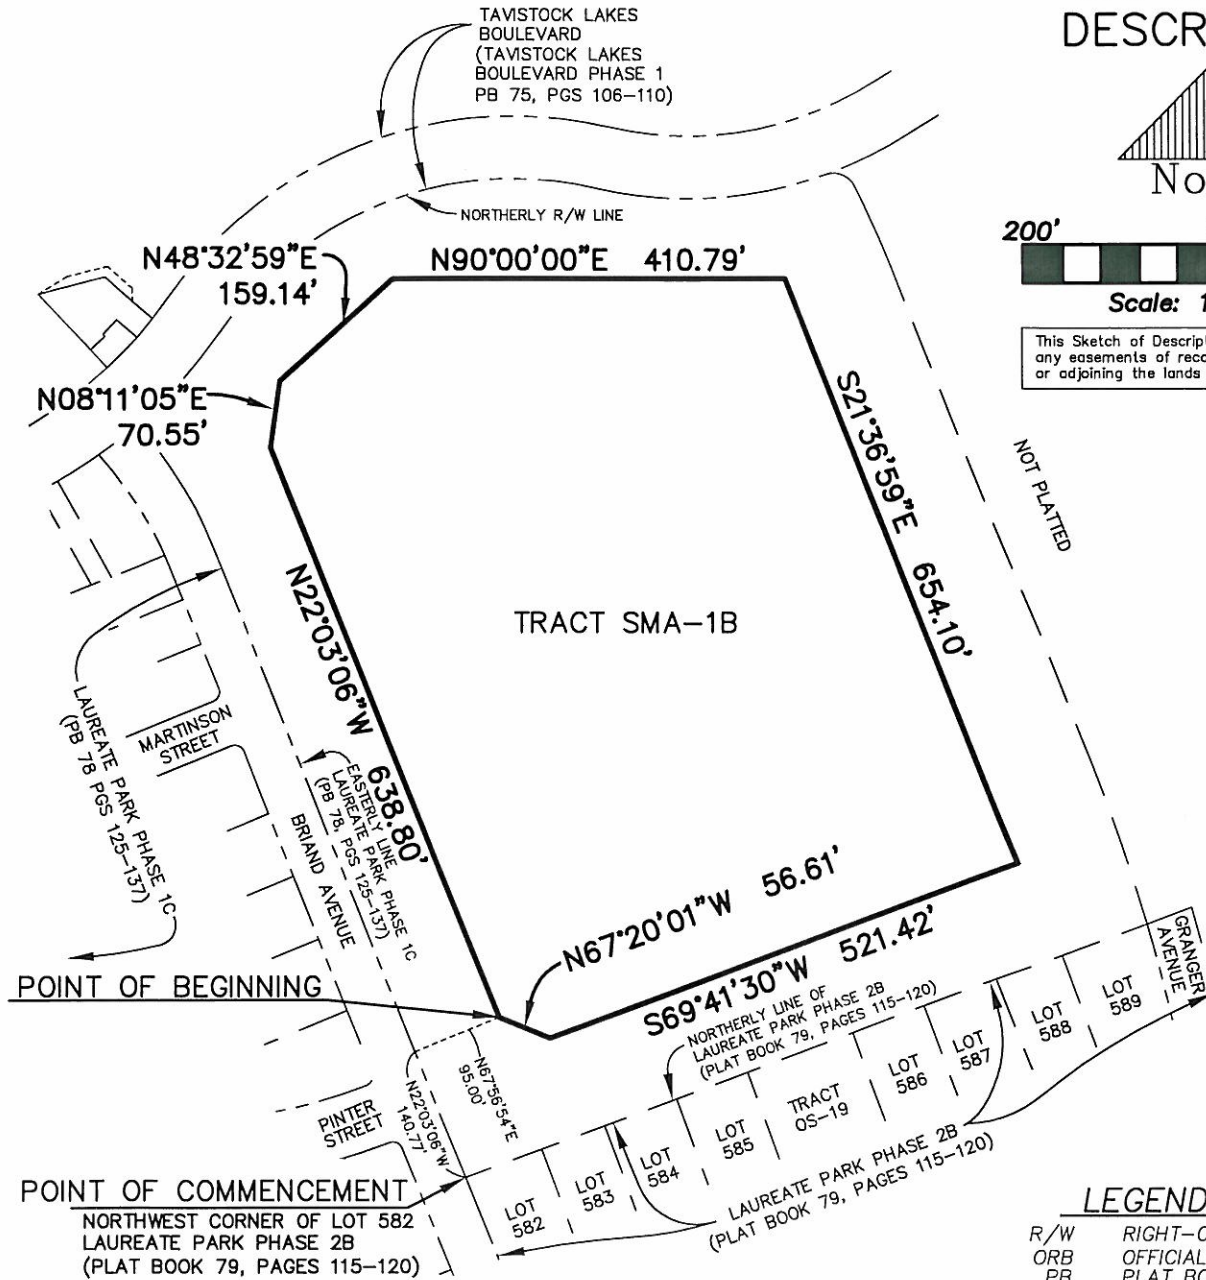 TAVISTOCK LAKES
BOULEVARD
(TAVISTOCK LAKES
BOULEVARD PHASE 1
PB 75, PGS 106-110)
DESCR
No
NORTHERLY R/W LINE
200'
Scale: 1
This Sketch of Descrip
any easements of reco
or adjoining the lands
N48°32'59"E
159.14'
N90°00'00"E 410.79'
N08°11'05"E
70.55'
S21°36'59"E 654.10'
NOT PLATTED
TRACT SMA-1B
N22°03'06"W 638.80'
LAUREATE PARK PHASE 1C
(PB 78 PGS 125-137)
MARTINSON
STREET
BRIAND AVENUE
EASTERLY LINE
LAUREATE PARK PHASE 1C
(PB 78, PGS 125-137)
N67°20'01"W 56.61'
S69°41'30"W 521.42'
POINT OF BEGINNING
NORTHERLY LINE OF
LAUREATE PARK PHASE 2B
(PLAT BOOK 79, PAGES 115-120)
GRANGER
AVENUE
LOT
589
LOT
588
LOT
587
LOT
586
TRACT
OS-19
LOT
585
LOT
584
LOT
583
LOT
582
N67°56'54"E
95.00'
N22°03'06"W
140.77'
PINTER
STREET
LAUREATE PARK PHASE 2B
(PLAT BOOK 79, PAGES 115-120)
POINT OF COMMENCEMENT
NORTHWEST CORNER OF LOT 582
LAUREATE PARK PHASE 2B
(PLAT BOOK 79, PAGES 115-120)
LEGEND
R/W RIGHT-O
ORB OFFICIAL
PB PLAT BO